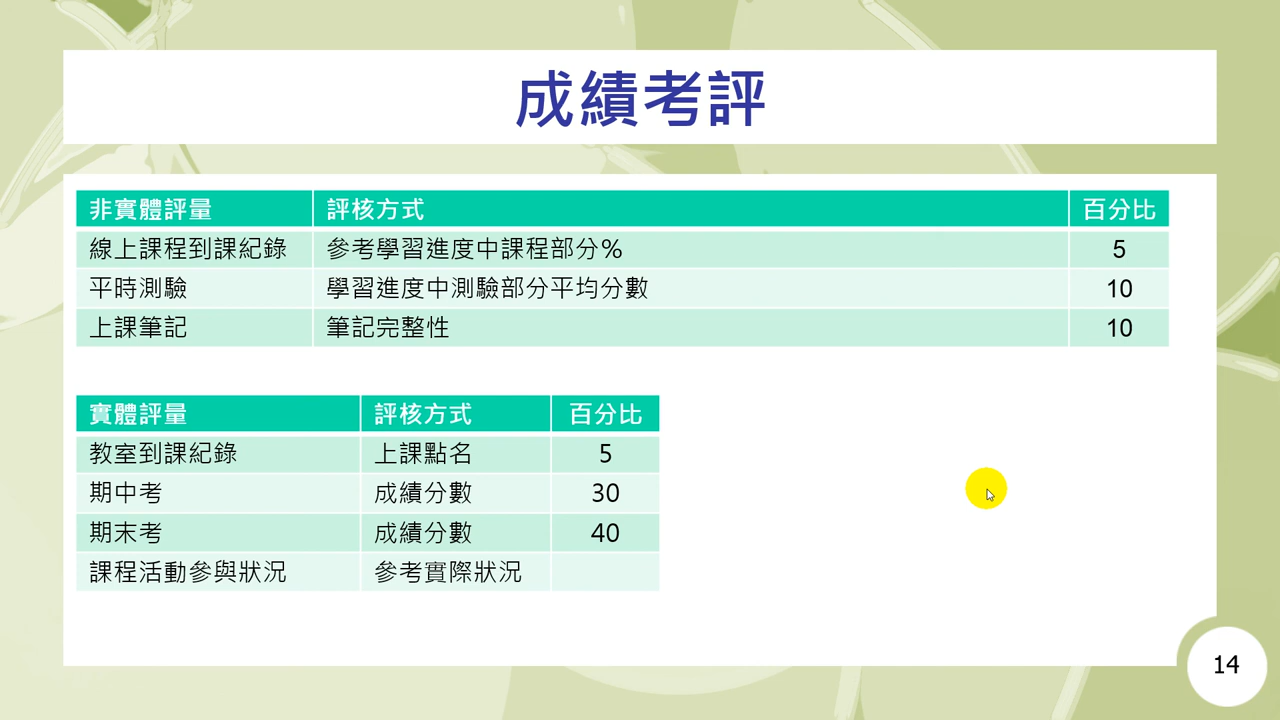 成績考評
非實體評量 評核方式 百分比
線上課程到課紀錄 參考學習進度中課程部分% 5
平時測驗 學習進度中測驗部分平均分數 10
上課筆記 筆記完整性 10
實體評量 評核方式 百分比
教室到課紀錄 上課點名 5
期中考 成績分數 30
期末考 成績分數 40
課程活動參與狀況 參考實際狀況
14